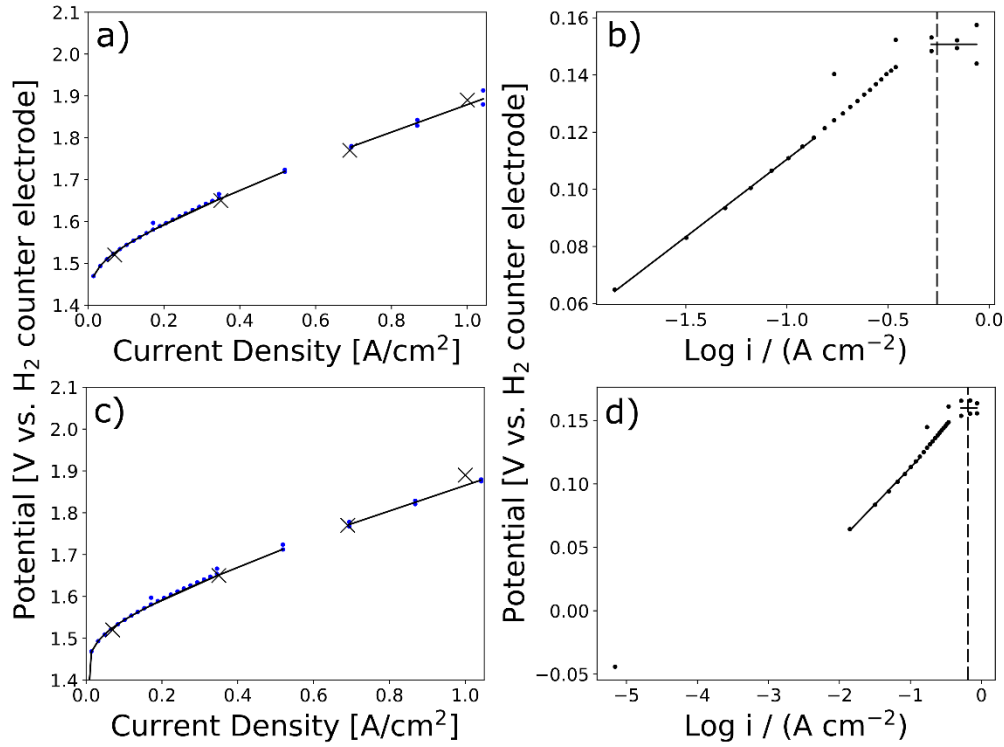 a)
2.1
2.0
1.9
1.8
1.7
1.6
1.5
1.4
0.0 0.2 0.4 0.6 0.8 1.0
Current Density [A/cm²]
b)
0.16
0.14
0.12
0.10
0.08
0.06
−1.5 −1.0 −0.5 0.0
Log i / (A cm⁻²)
Potential [V vs. H₂ counter electrode]
Potential [V vs. H₂ counter electrode]
c)
2.1
2.0
1.9
1.8
1.7
1.6
1.5
1.4
0.0 0.2 0.4 0.6 0.8 1.0
Current Density [A/cm²]
d)
0.15
0.10
0.05
0.00
−0.05
−5 −4 −3 −2 −1 0
Log i / (A cm⁻²)